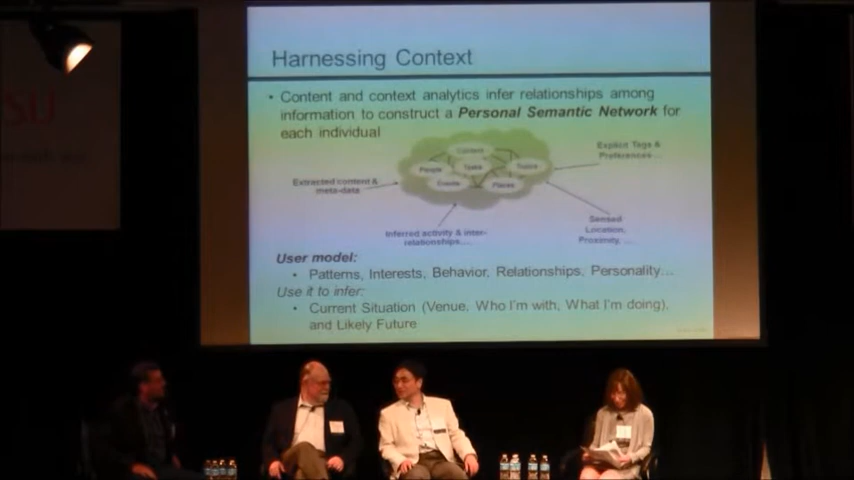 SU
Harnessing Context
• Content and context analytics infer relationships among
information to construct a Personal Semantic Network for
each individual
Content
People
Tasks
Topics
Events
Places
Explicit Tags &
Preferences…
Extracted content &
meta-data
Sensed
Location,
Proximity, …
Inferred activity & inter-
relationships…
User model:
• Patterns, Interests, Behavior, Relationships, Personality…
Use it to infer:
• Current Situation (Venue, Who I'm with, What I'm doing),
and Likely Future